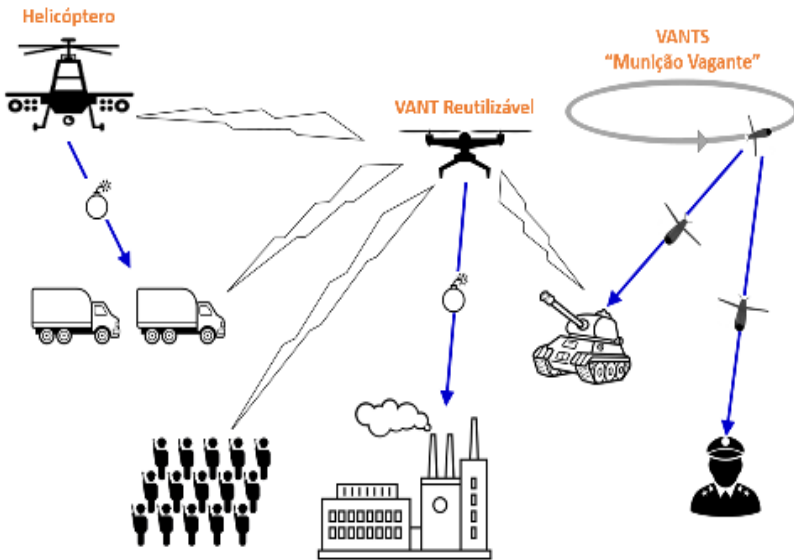 Helicóptero
VANT Reutilizável
VANTS
“Munição Vagante”